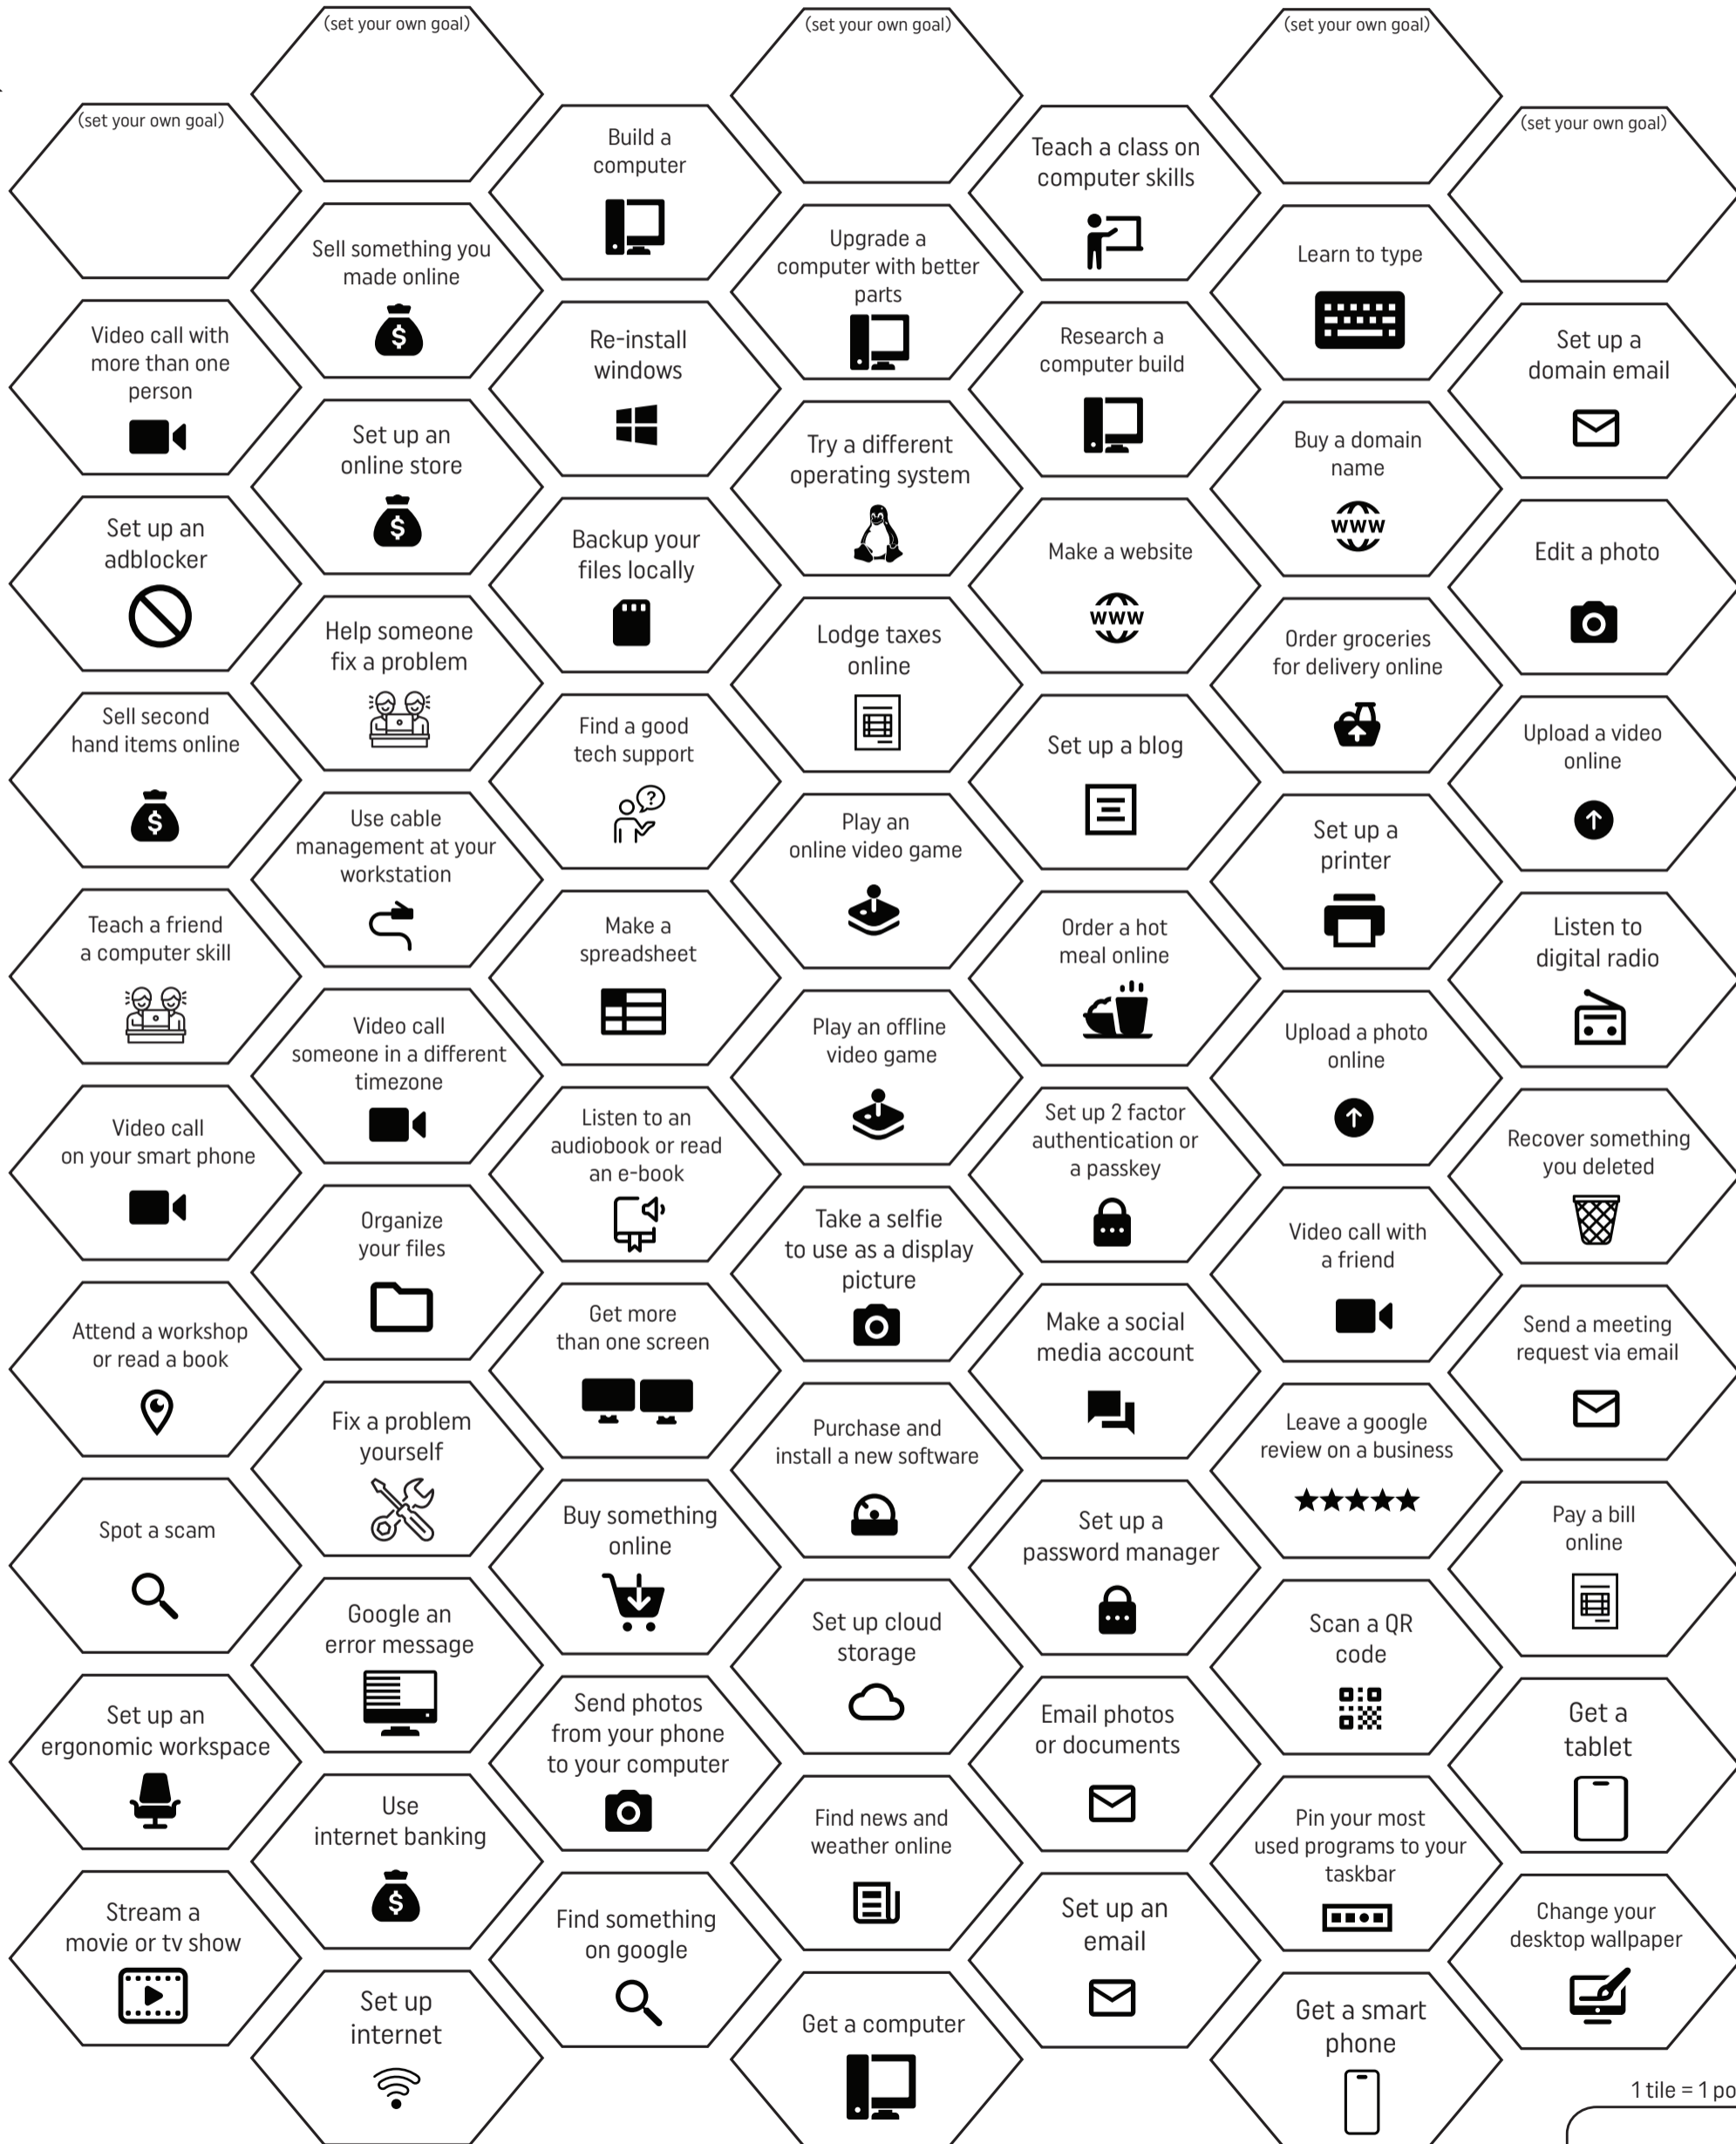 (set your own goal)
(set your own goal)
(set your own goal)
(set your own goal)
(set your own goal)
Build a
computer
Teach a class on
computer skills
Sell something you
made online
Upgrade a
computer with better
parts
Learn to type
Video call with
more than one
person
Re-install
windows
Research a
computer build
Set up a
domain email
Set up an
online store
Try a different
operating system
Buy a domain
name
WWW
Set up an
adblocker
Backup your
files locally
Make a website
WWW
Edit a photo
Help someone
fix a problem
Lodge taxes
online
Order groceries
for delivery online
Sell second
hand items online
Find a good
tech support
Set up a blog
Upload a video
online
Use cable
management at your
workstation
Play an
online video game
Set up a
printer
Teach a friend
a computer skill
Make a
spreadsheet
Order a hot
meal online
Listen to
digital radio
Video call
someone in a different
timezone
Play an offline
video game
Upload a photo
online
Video call
on your smart phone
Listen to an
audiobook or read
an e-book
Set up 2 factor
authentication or
a passkey
Recover something
you deleted
Organize
your files
Take a selfie
to use as a display
picture
Video call with
a friend
Attend a workshop
or read a book
Get more
than one screen
Make a social
media account
Send a meeting
request via email
Fix a problem
yourself
Purchase and
install a new software
Leave a google
review on a business
Spot a scam
Buy something
online
Set up a
password manager
Pay a bill
online
Google an
error message
Set up cloud
storage
Scan a QR
code
Set up an
ergonomic workspace
Send photos
from your phone
to your computer
Email photos
or documents
Get a
tablet
Use
internet banking
Find news and
weather online
Pin your most
used programs to your
taskbar
Stream a
movie or tv show
Find something
on google
Set up an
email
Change your
desktop wallpaper
Set up
internet
Get a computer
Get a smart
phone
1 tile = 1 po